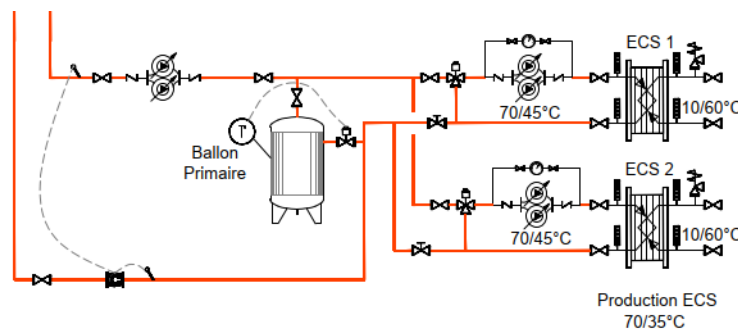 ECS 1
70/45°C
10/60°C
T
Ballon
Primaire
ECS 2
70/45°C
10/60°C
Production ECS
70/35°C